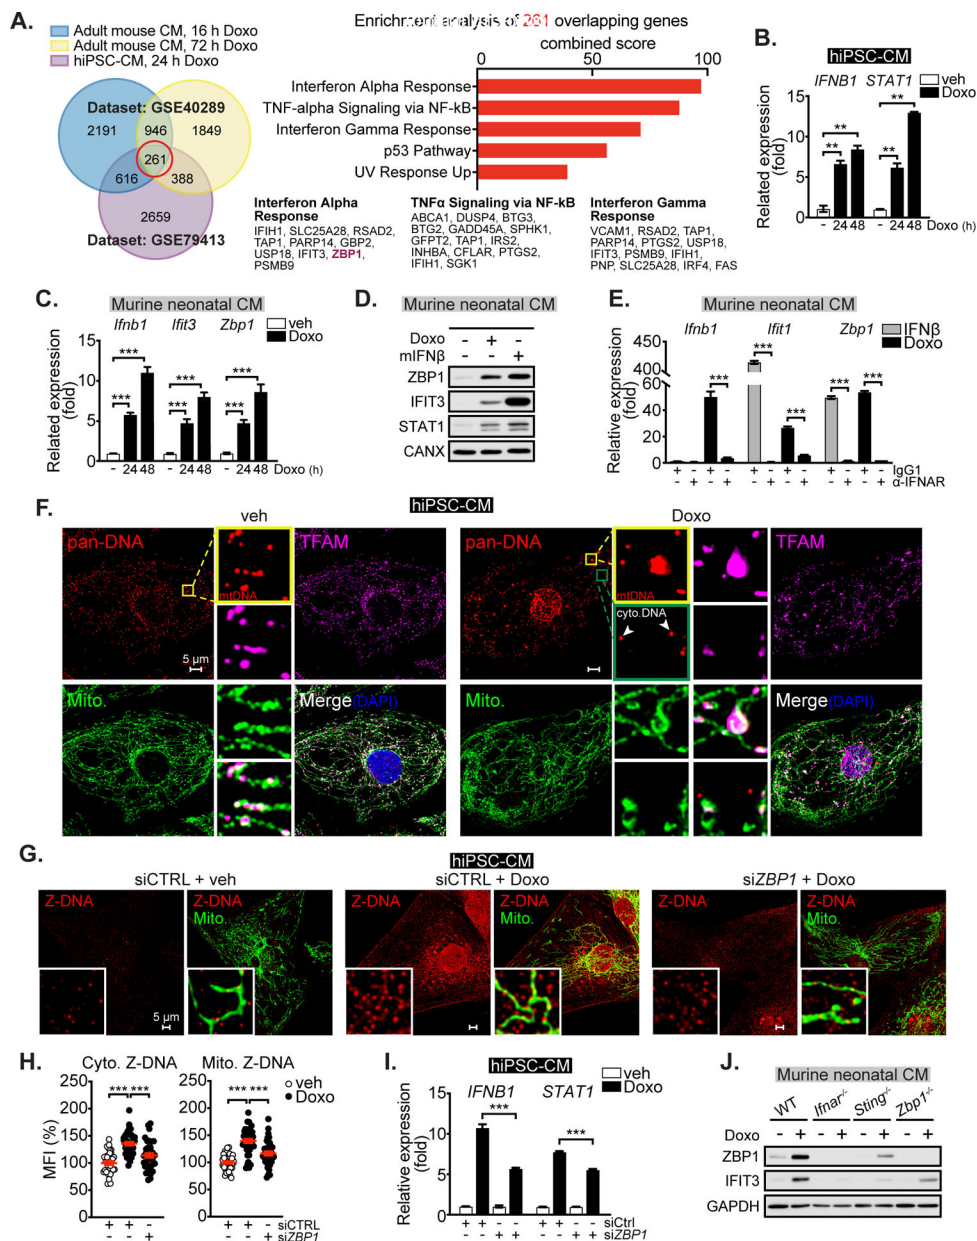 A.
Adult mouse CM, 16 h Doxo
Adult mouse CM, 72 h Doxo
hiPSC-CM, 24 h Doxo
Dataset: GSE40289
2191
946
1849
261
616
388
2659
Dataset: GSE79413
Enrichment analysis of 261 overlapping genes
combined score
0
50
100
Interferon Alpha Response
TNF-alpha Signaling via NF-kB
Interferon Gamma Response
p53 Pathway
UV Response Up
Interferon Alpha
Response
IFIH1, SLC25A28, RSAD2,
TAP1, PARP14, GBP2,
USP18, IFIT3, ZBP1,
PSMB9
TNFα Signaling via NF-kB
ABCA1, DUSP4, BTG3,
BTG2, GADD45A, SPHK1,
GFPT2, TAP1, IRS2,
INHBA, CFLAR, PTGS2,
IFIH1, SGK1
Interferon Gamma Response
VCAM1, RSAD2, TAP1,
PARP14, PTGS2, USP18,
IFIT3, PSMB9, IFIH1,
PNP, SLC25A28, IRF4, FAS
B.
hiPSC-CM
IFNB1 STAT1
veh
Doxo
Related expression
(fold)
15
10
5
0
** ** ** **
- 24 48 - 24 48 Doxo (h)
C.
Murine neonatal CM
Ifnb1 Ifit3 Zbp1
veh
Doxo
Related expression
(fold)
15
10
5
0
*** *** *** *** *** ***
- 24 48 - 24 48 - 24 48 Doxo (h)
D.
Murine neonatal CM
Doxo - + -
mIFNβ - - +
ZBP1
IFIT3
STAT1
CANX
E.
Murine neonatal CM
Ifnb1 Ifit1 Zbp1
IFNβ
Doxo
Relative expression
(fold)
450
400
60
40
20
0
*** *** *** *** ***
+ - + - + - + - + - + - IgG1
- + - + - + - + - + - + α-IFNAR
F.
hiPSC-CM
veh
Doxo
pan-DNA
mtDNA
TFAM
5 µm
Mito.
Merge(DAPI)
pan-DNA
mtDNA
cyto.DNA
TFAM
Mito.
Merge(DAPI)
G.
hiPSC-CM
siCTRL + veh
siCTRL + Doxo
siZBP1 + Doxo
Z-DNA
Z-DNA
Mito.
5 µm
Z-DNA
Z-DNA
Mito.
Z-DNA
Z-DNA
Mito.
H.
Cyto. Z-DNA
Mito. Z-DNA
veh
Doxo
MFI (%)
250
200
150
100
50
0
*** ***
250
200
150
100
50
0
*** ***
+ + - + + - siCTRL
- - + - - + siZBP1
I.
hiPSC-CM
IFNB1 STAT1
veh
Doxo
Relative expression
(fold)
15
10
5
0
*** ***
+ + - - + + - - siCtrl
- - + + - - + + siZBP1
J.
Murine neonatal CM
WT Ifnar-/- Sting-/- Zbp1-/-
Doxo - + - + - + - +
ZBP1
IFIT3
GAPDH